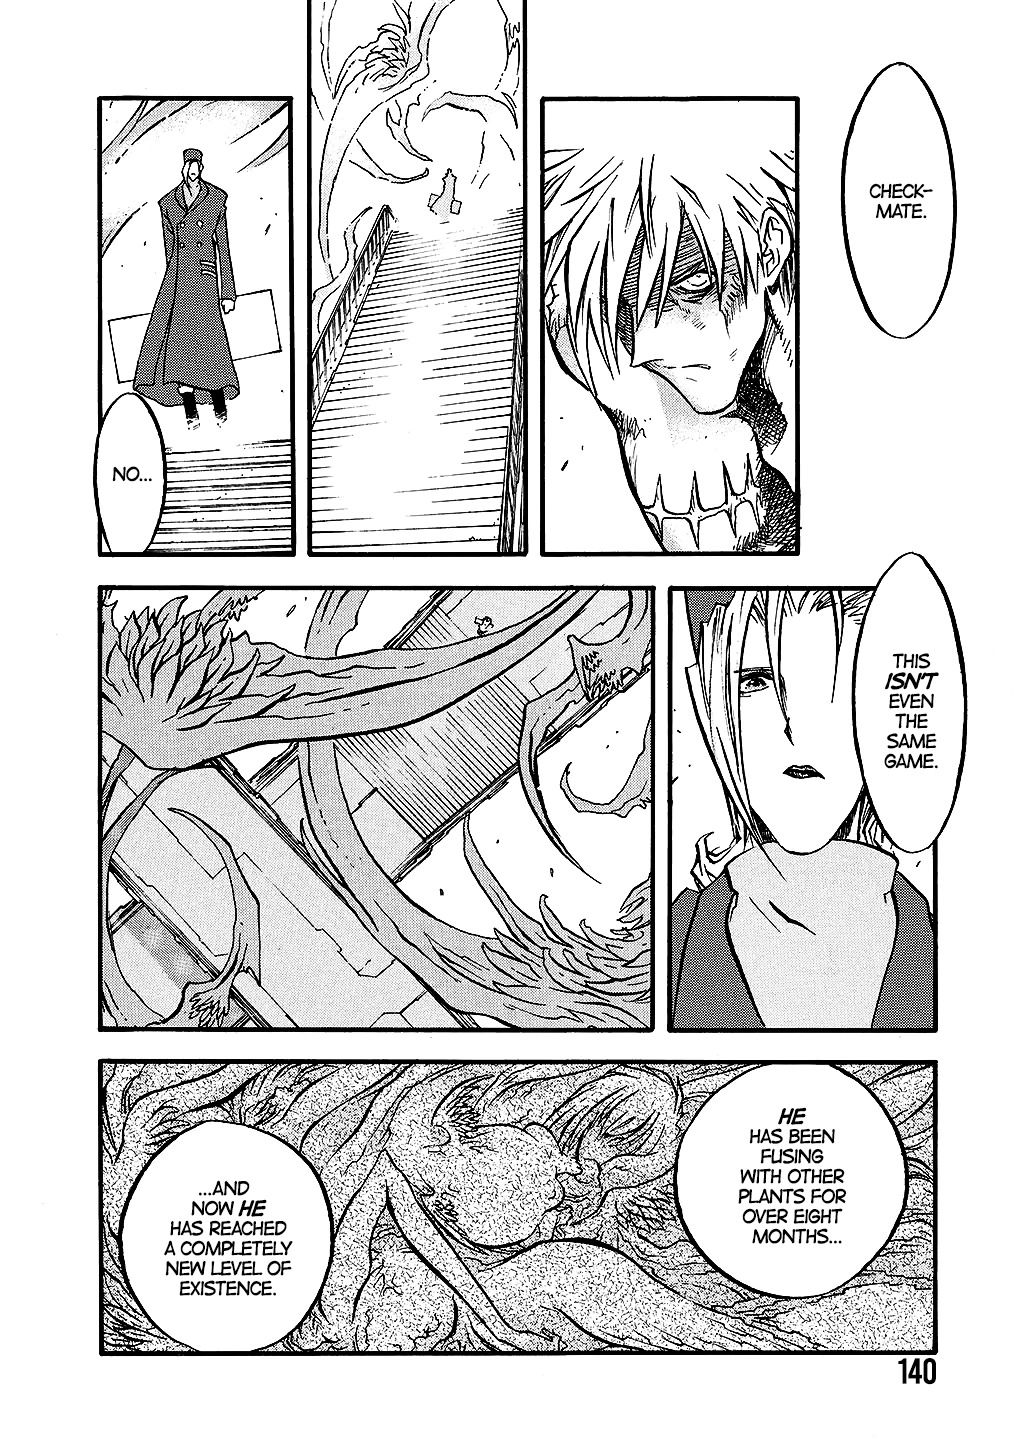 CHECK-
MATE.
NO...
THIS
ISN'T
EVEN
THE
SAME
GAME.
HE
HAS BEEN
FUSING
WITH OTHER
PLANTS FOR
OVER EIGHT
MONTHS...
...AND
NOW HE
HAS REACHED
A COMPLETELY
NEW LEVEL OF
EXISTENCE.
140